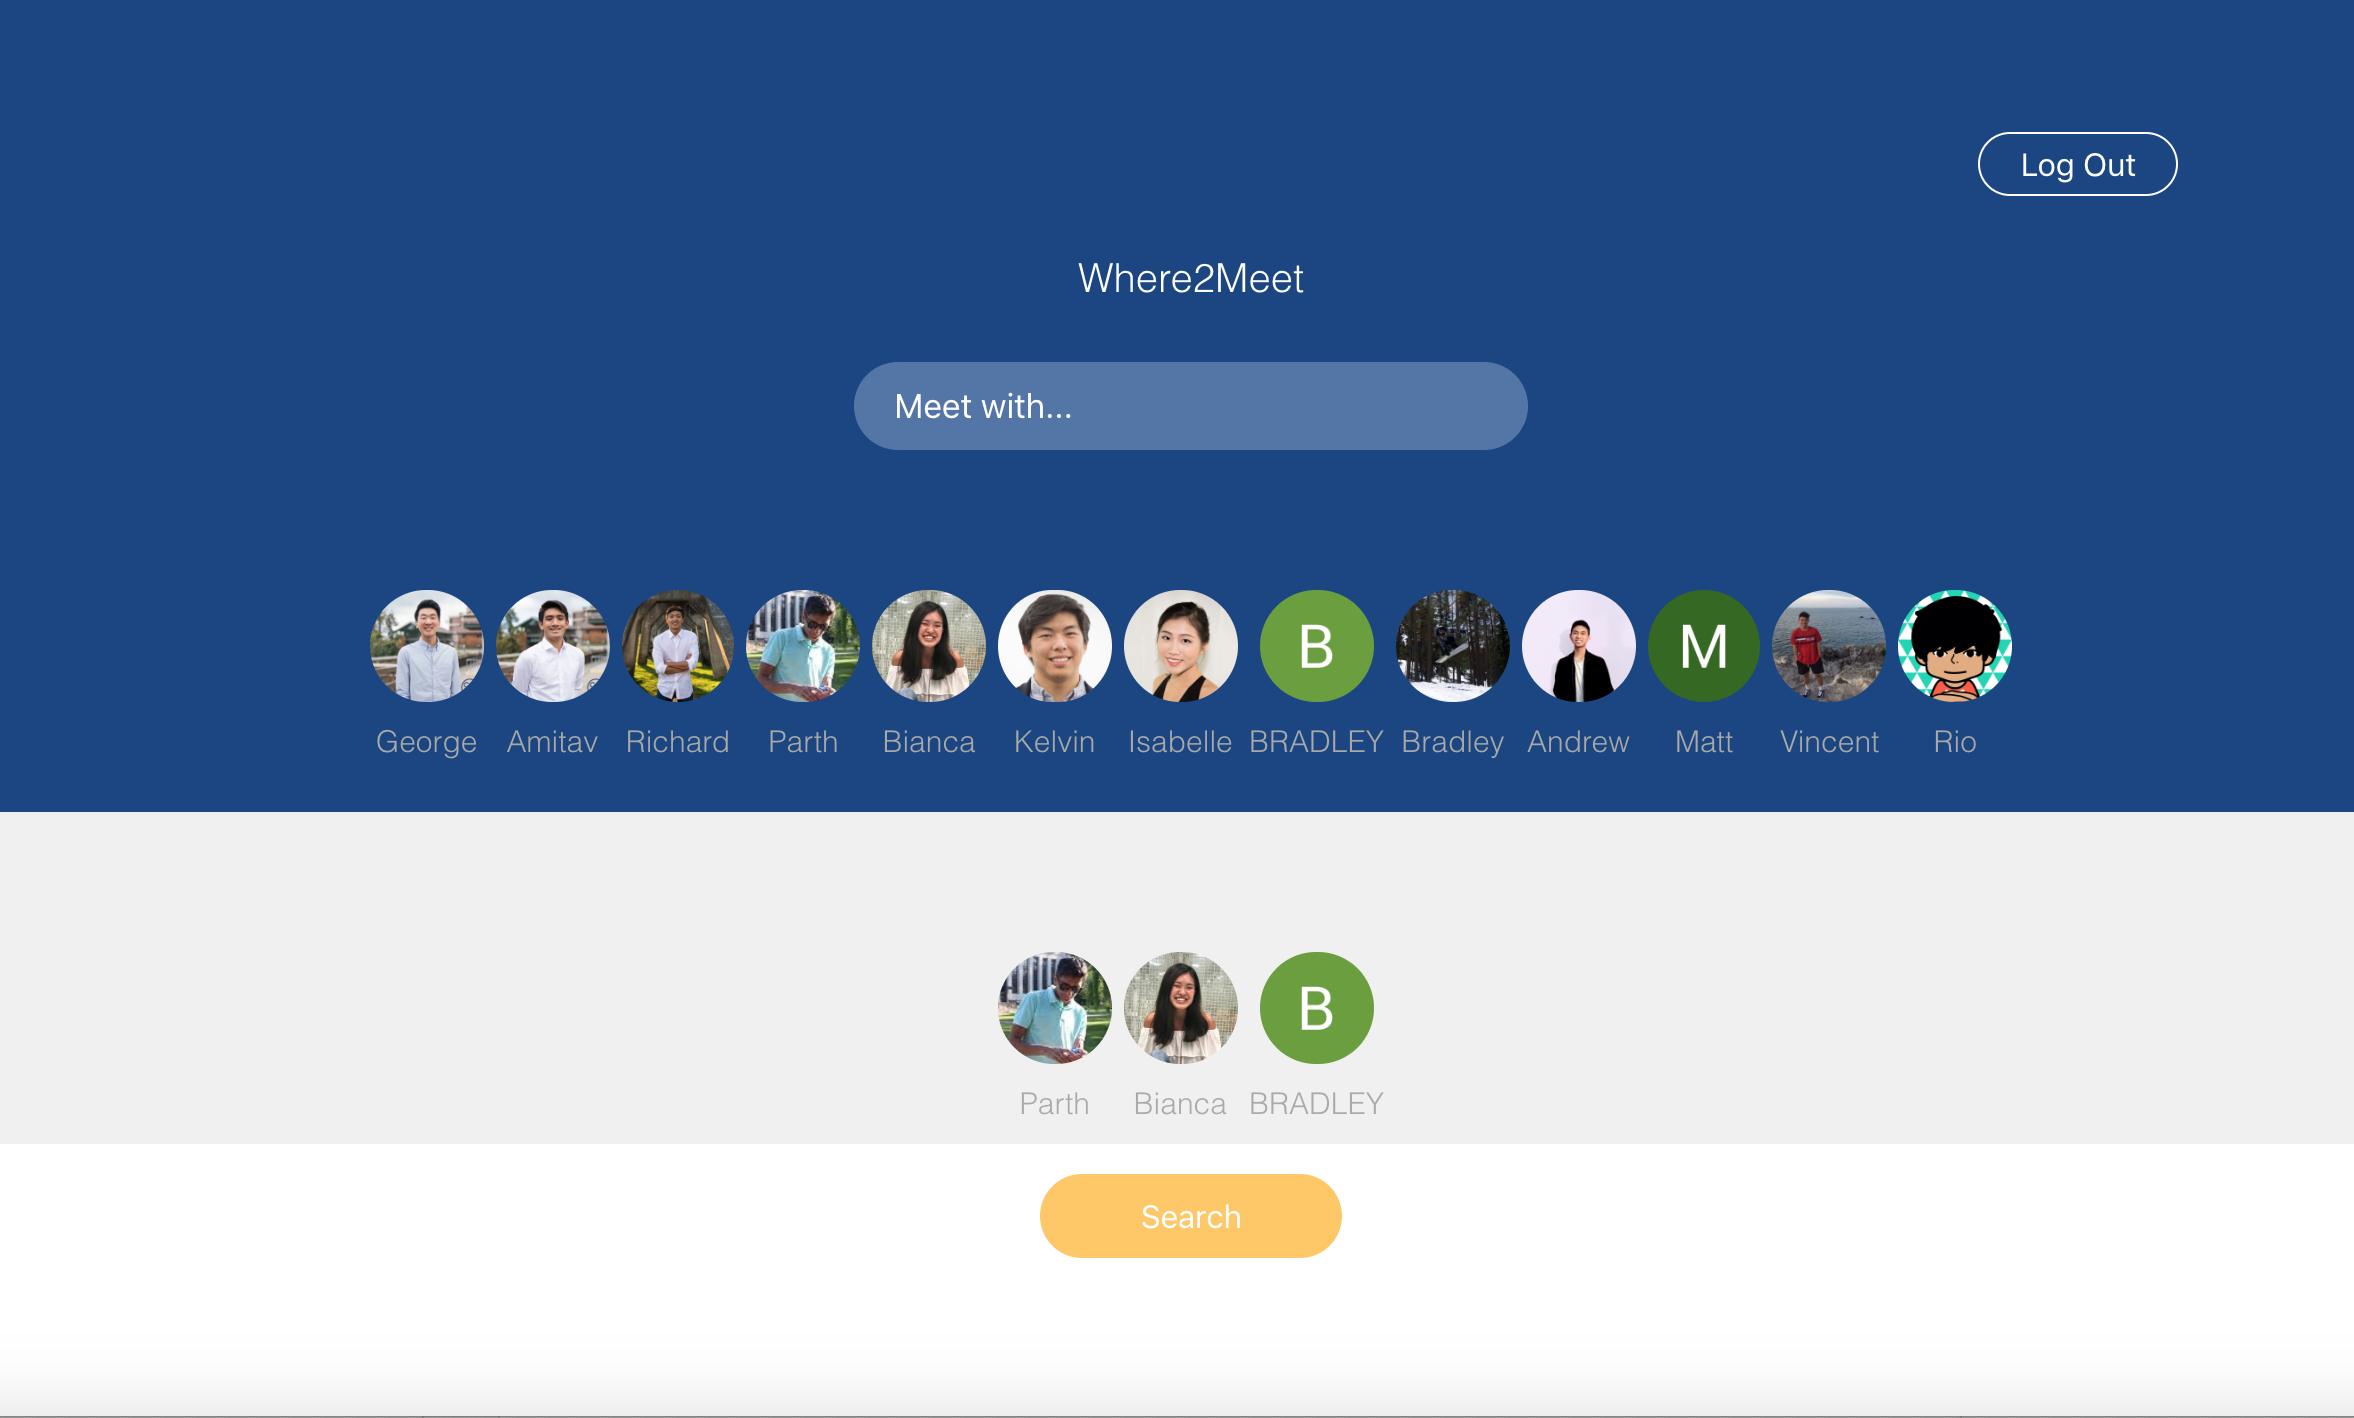 Log Out
Where2Meet
Meet with...
B M
George Amitav Richard Parth Bianca Kelvin Isabelle BRADLEY Bradley Andrew Matt Vincent Rio
B
Parth Bianca BRADLEY
Search